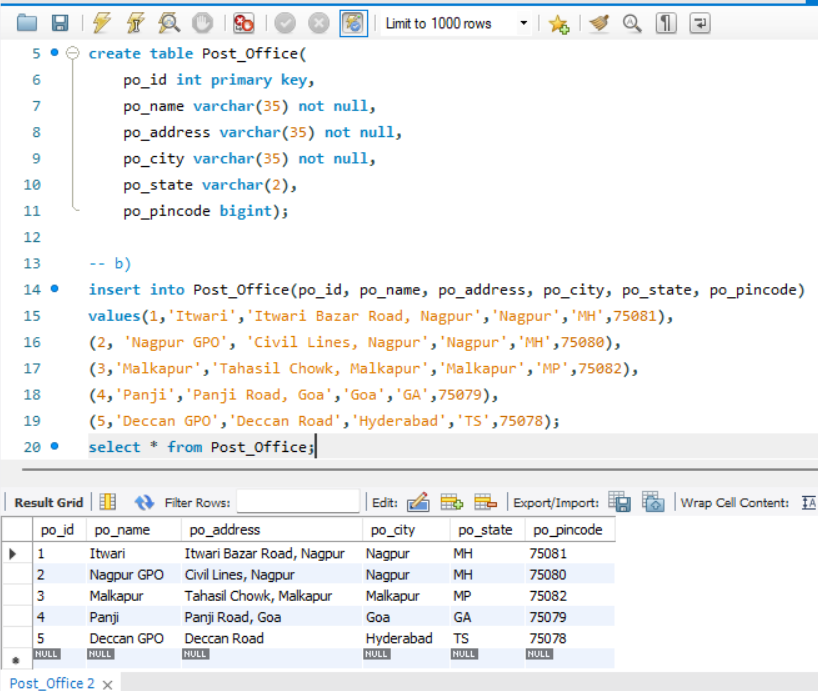 Limit to 1000 rows
5 create table Post_Office(
6 po_id int primary key,
7 po_name varchar(35) not null,
8 po_address varchar(35) not null,
9 po_city varchar(35) not null,
10 po_state varchar(2),
11 po_pincode bigint);
12
13 -- b)
14 insert into Post_Office(po_id, po_name, po_address, po_city, po_state, po_pincode)
15 values(1,'Itwari','Itwari Bazar Road, Nagpur','Nagpur','MH',75081),
16 (2, 'Nagpur GPO', 'Civil Lines, Nagpur','Nagpur','MH',75080),
17 (3,'Malkapur','Tahasil Chowk, Malkapur','Malkapur','MP',75082),
18 (4,'Panji','Panji Road, Goa','Goa','GA',75079),
19 (5,'Deccan GPO','Deccan Road','Hyderabad','TS',75078);
20 select * from Post_Office;
Result Grid Filter Rows: Edit: Export/Import: Wrap Cell Content: IA
po_id po_name po_address po_city po_state po_pincode
1 Itwari Itwari Bazar Road, Nagpur Nagpur MH 75081
2 Nagpur GPO Civil Lines, Nagpur Nagpur MH 75080
3 Malkapur Tahasil Chowk, Malkapur Malkapur MP 75082
4 Panji Panji Road, Goa Goa GA 75079
5 Deccan GPO Deccan Road Hyderabad TS 75078
NULL NULL NULL NULL NULL NULL
Post_Office 2